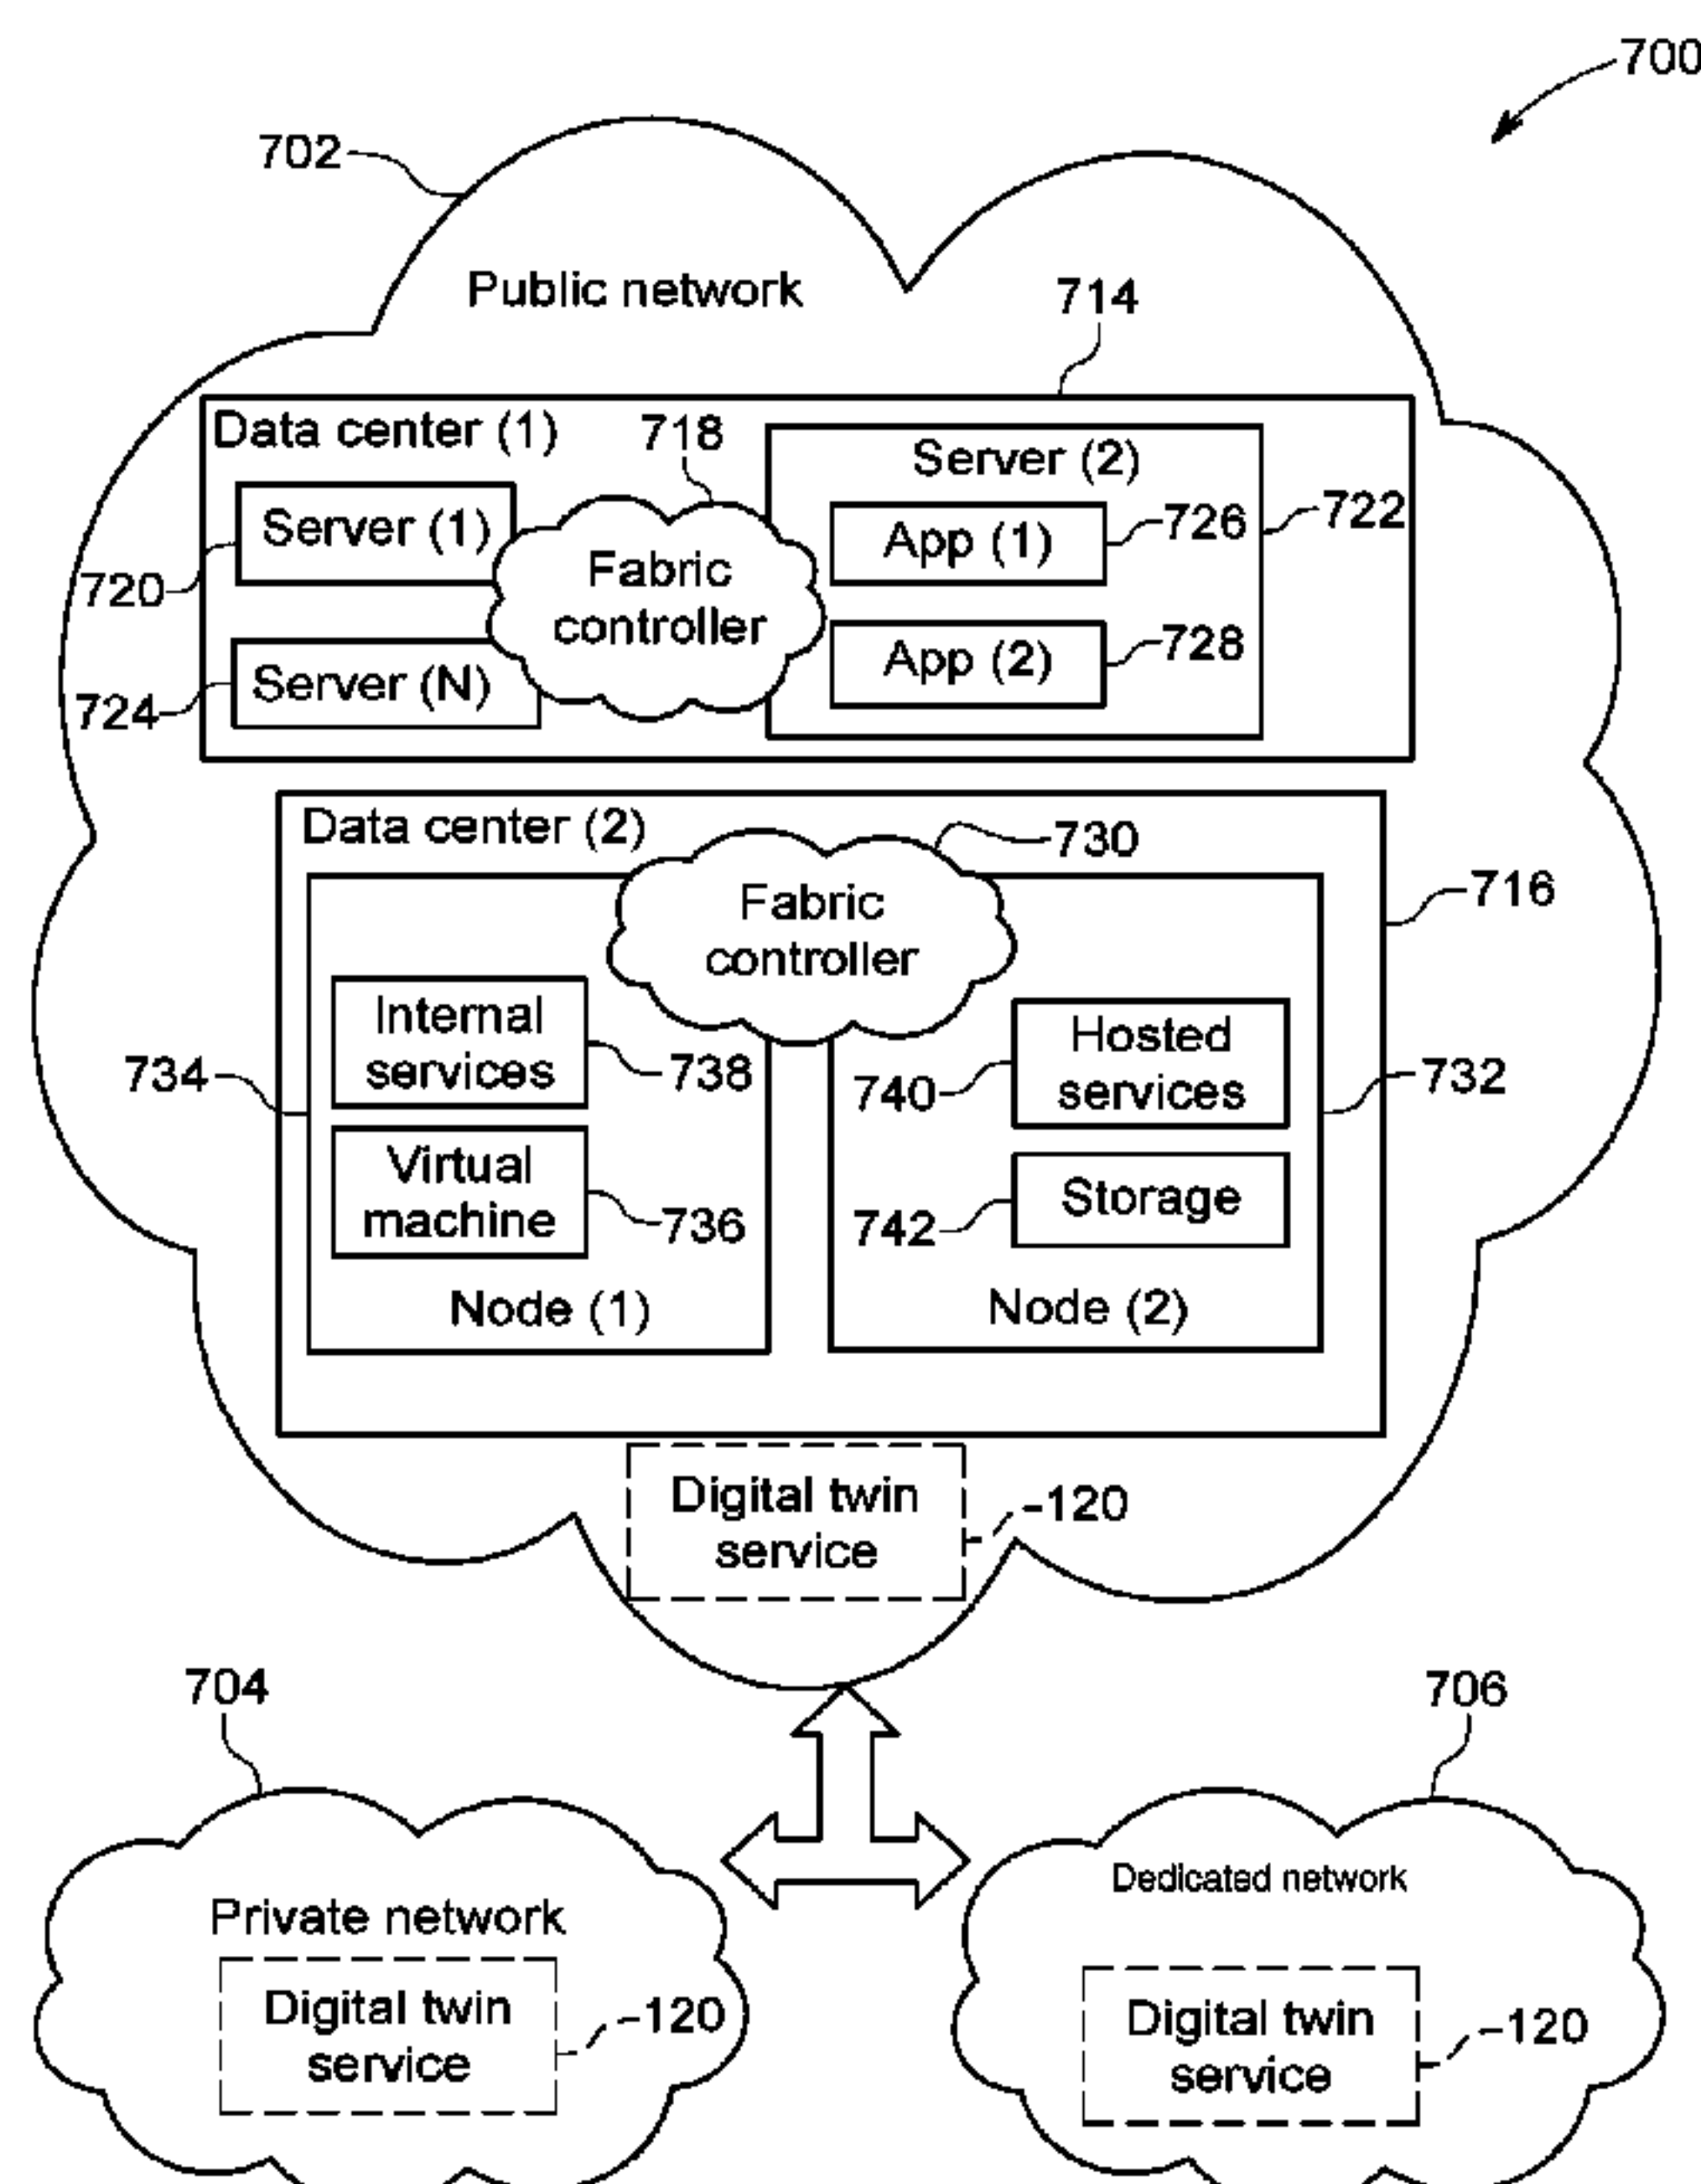 700
702
Public network
714
Data center (1)
718
Server (2)
Server (1)
App (1)
726
722
Fabric
controller
720
App (2)
728
Server (N)
724
Data center (2)
730
Fabric
controller
716
Internal
services
738
734
Hosted
services
740
732
Virtual
machine
736
Storage
742
Node (1)
Node (2)
Digital twin
service
120
704
706
Private network
Digital twin
service
120
Dedicated network
Digital twin
service
120